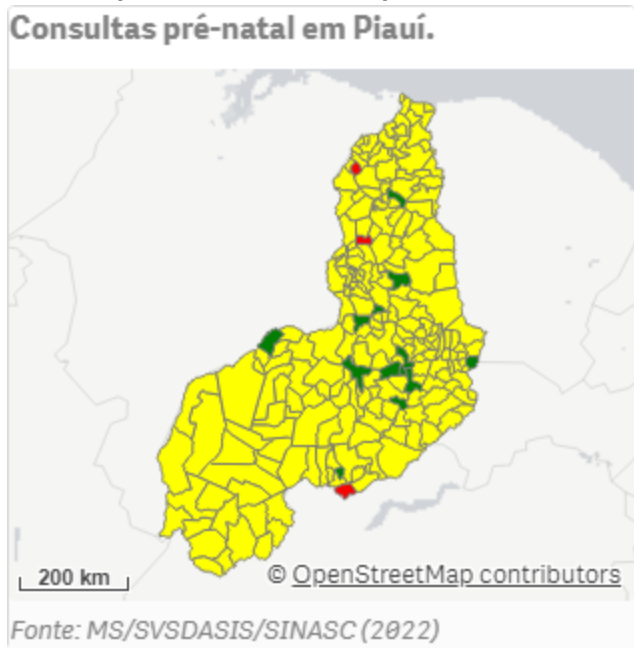 Consultas pré-natal em Piauí.
200 km
© OpenStreetMap contributors
Fonte: MS/SVSDASIS/SINASC (2022)